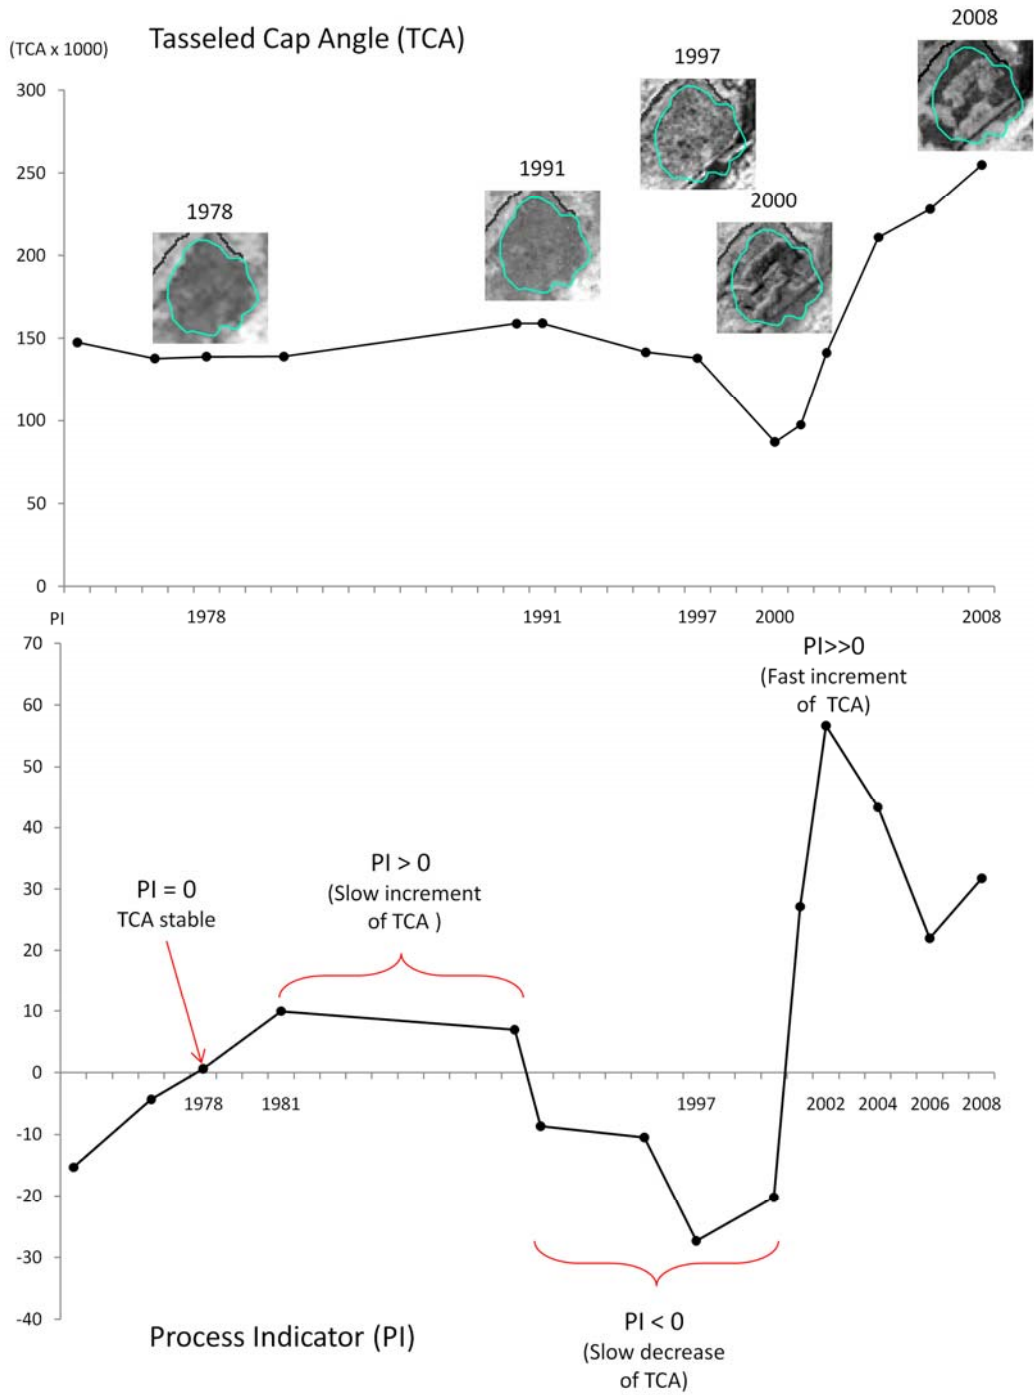 Tasseled Cap Angle (TCA)
(TCA x 1000)
2008
1997
1991
2000
1978
300
250
200
150
100
50
0
1978
1991
1997
2000
2008
PI
70
60
50
40
30
20
10
0
-10
-20
-30
-40
PI>>0
(Fast increment
of TCA)
PI > 0
(Slow increment
of TCA )
PI = 0
TCA stable
1978
1981
1997
2002
2004
2006
2008
PI < 0
(Slow decrease
of TCA)
Process Indicator (PI)